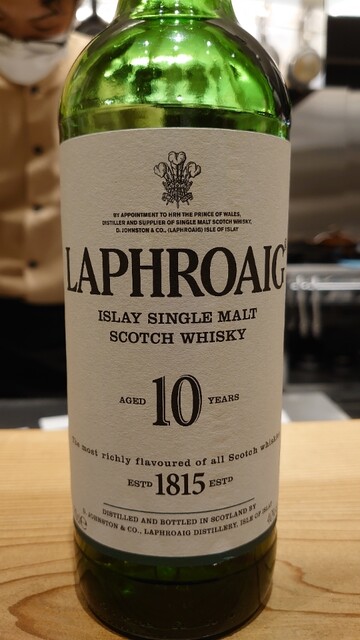 BY APPOINTMENT TO HRH THE PRINCE OF WALES,
DISTILLER AND SUPPLIER OF SINGLE MALT SCOTCH WHISKY,
D. JOHNSTON & CO., (LAPHROAIG) ISLE OF ISLAY
LAPHROAIG
ISLAY SINGLE MALT
SCOTCH WHISKY
AGED 10 YEARS
The most richly flavoured of all Scotch whiskies
ESTD 1815 ESTD
DISTILLED AND BOTTLED IN SCOTLAND BY
JOHNSTON & CO., LAPHROAIG DISTILLERY, ISLE OF ISLAY